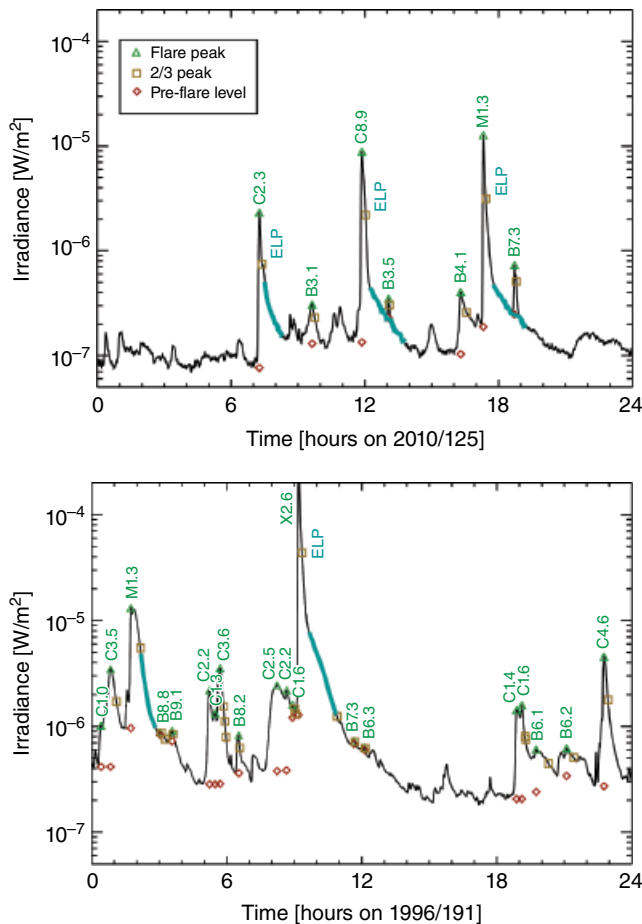 10⁻⁴
10⁻⁵
10⁻⁶
10⁻⁷
Irradiance [W/m²]
Flare peak
2/3 peak
Pre-flare level
C2.3
ELP
B3.1
C8.9
ELP
B3.5
B4.1
M1.3
ELP
B7.3
0 6 12 18 24
Time [hours on 2010/125]
10⁻⁴
10⁻⁵
10⁻⁶
10⁻⁷
Irradiance [W/m²]
C1.0
C3.5
M1.3
B8.8
B9.1
C2.2
C1.3
C3.6
B8.2
C2.5
C2.2
C1.6
X2.6
ELP
B7.3
B6.3
C1.4
C1.6
B6.1
B6.2
C4.6
0 6 12 18 24
Time [hours on 1996/191]